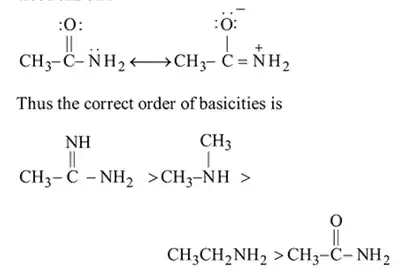 :O: :Ö:⁻
|| |
CH3–C–N̈H2⟷CH3– C = N⁺H2
Thus the correct order of basicities is
NH CH3
|| |
CH3–C –NH2 >CH3–NH >
O
||
CH3CH2NH2 >CH3–C–NH2